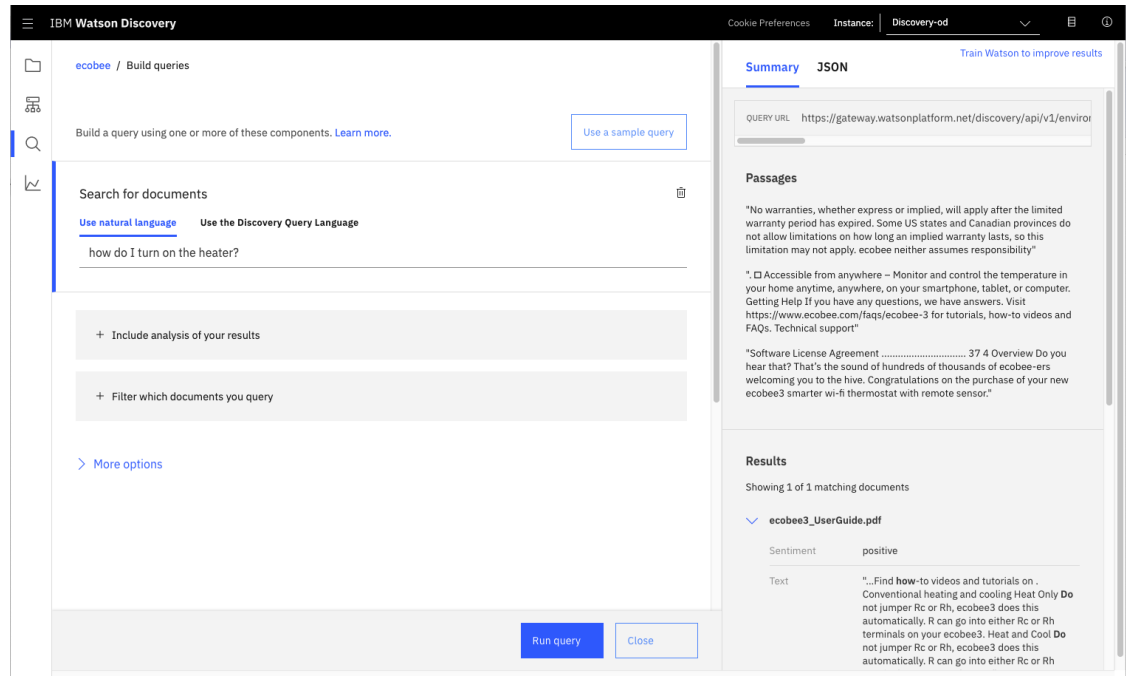 IBM Watson Discovery
Cookie Preferences
Instance:
Discovery-od
ecobee / Build queries
Build a query using one or more of these components. Learn more.
Use a sample query
Search for documents
Use natural language
Use the Discovery Query Language
how do I turn on the heater?
+ Include analysis of your results
+ Filter which documents you query
More options
Run query
Close
Train Watson to improve results
Summary
JSON
QUERY URL https://gateway.watsonplatform.net/discovery/api/v1/enviror
Passages
"No warranties, whether express or implied, will apply after the limited
warranty period has expired. Some US states and Canadian provinces do
not allow limitations on how long an implied warranty lasts, so this
limitation may not apply. ecobee neither assumes responsibility"
". □ Accessible from anywhere – Monitor and control the temperature in
your home anytime, anywhere, on your smartphone, tablet, or computer.
Getting Help If you have any questions, we have answers. Visit
https://www.ecobee.com/faqs/ecobee-3 for tutorials, how-to videos and
FAQs. Technical support"
"Software License Agreement .............................. 37 4 Overview Do you
hear that? That's the sound of hundreds of thousands of ecobee-ers
welcoming you to the hive. Congratulations on the purchase of your new
ecobee3 smarter wi-fi thermostat with remote sensor."
Results
Showing 1 of 1 matching documents
ecobee3_UserGuide.pdf
Sentiment
positive
Text
"...Find how-to videos and tutorials on .
Conventional heating and cooling Heat Only Do
not jumper Rc or Rh, ecobee3 does this
automatically. R can go into either Rc or Rh
terminals on your ecobee3. Heat and Cool Do
not jumper Rc or Rh, ecobee3 does this
automatically. R can go into either Rc or Rh